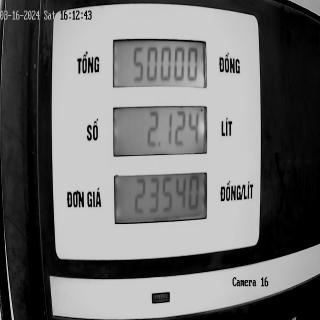 03-16-2024 Sat 16:12:43
TỔNG 50000 ĐỒNG
SỐ 2.124 LÍT
ĐƠN GIÁ 23540 ĐỒNG/LÍT
Camera 16